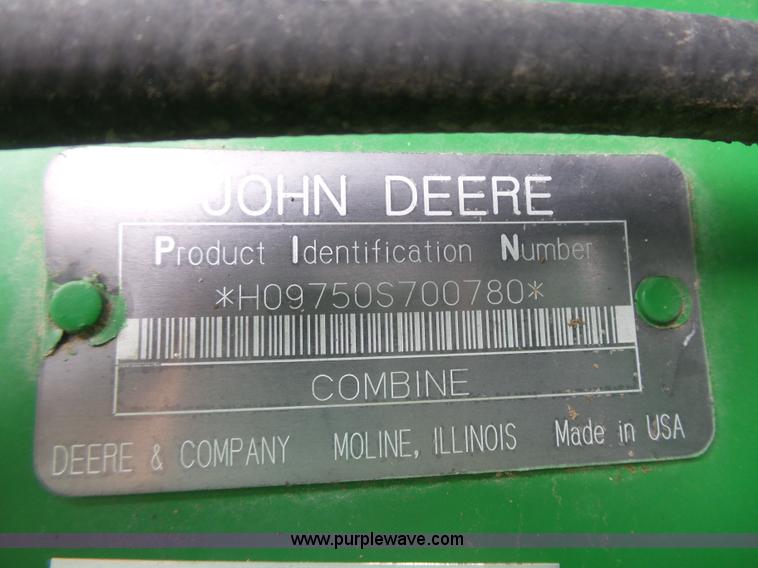 JOHN DEERE
Product Identification Number
*H09750S700780*
COMBINE
DEERE & COMPANY MOLINE, ILLINOIS Made in USA
www.purplewave.com